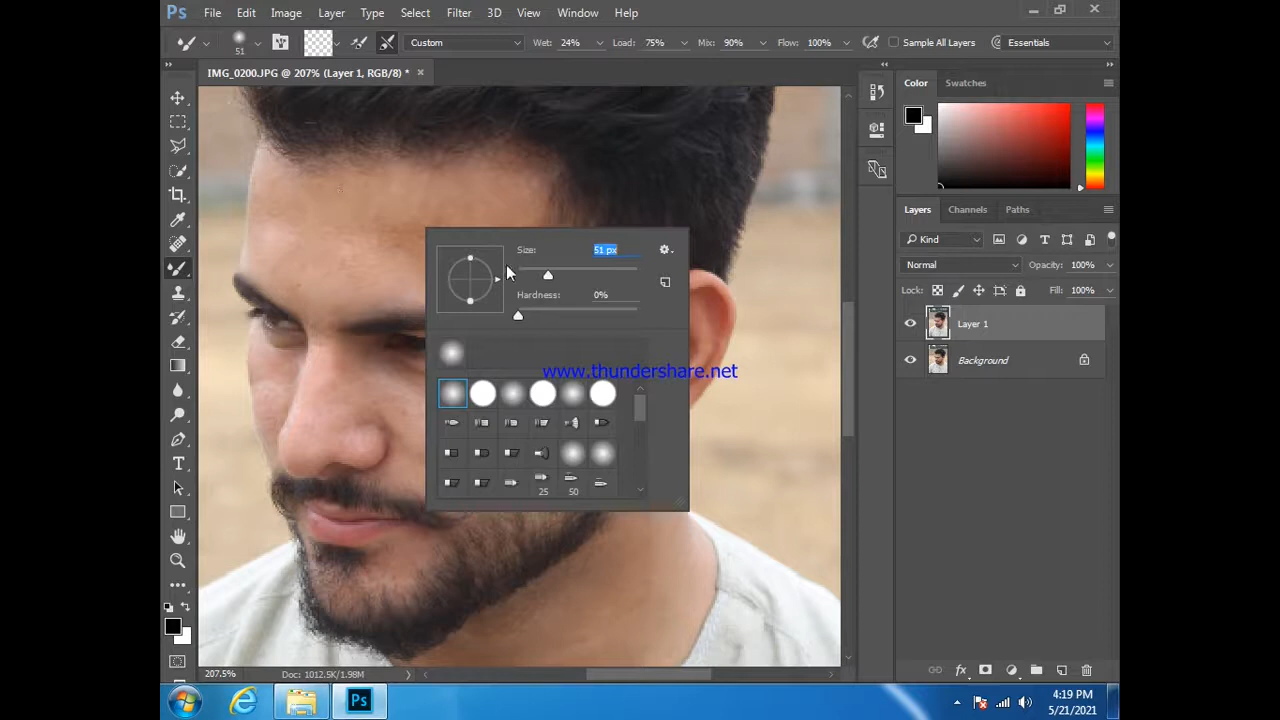 Ps File Edit Image Layer Type Select Filter 3D View Window Help
51 Custom Wet: 24% Load: 75% Mix: 90% Flow: 100% Sample All Layers Essentials
IMG_0200.JPG @ 207% (Layer 1, RGB/8) *
Color Swatches
Size: 51 px
Hardness: 0%
25 50
www.thundershare.net
Layers Channels Paths
Kind
Normal Opacity: 100%
Lock: Fill: 100%
Layer 1
Background
fx
207.5% Doc: 1012.5K/1.98M
Ps
4:19 PM
5/21/2021